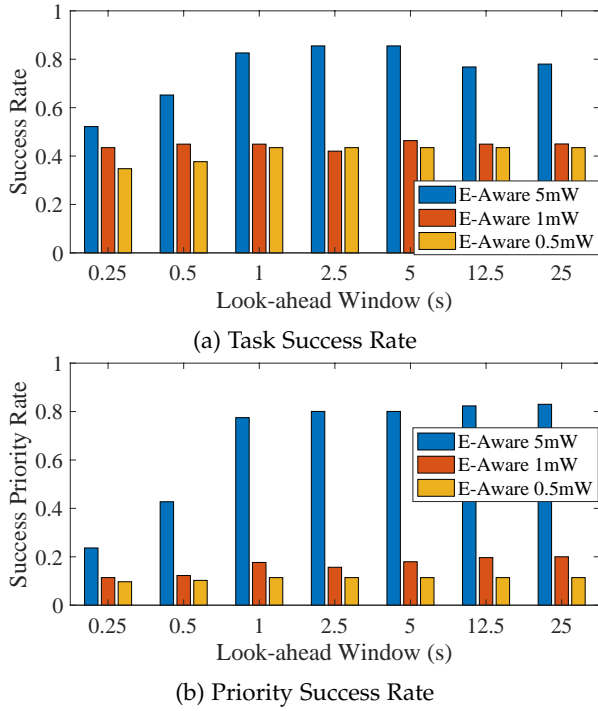 1
0.8
0.6
0.4
0.2
0
Success Rate
E-Aware 5mW
E-Aware 1mW
E-Aware 0.5mW
0.25 0.5 1 2.5 5 12.5 25
Look-ahead Window (s)
(a) Task Success Rate
1
0.8
0.6
0.4
0.2
0
Success Priority Rate
E-Aware 5mW
E-Aware 1mW
E-Aware 0.5mW
0.25 0.5 1 2.5 5 12.5 25
Look-ahead Window (s)
(b) Priority Success Rate